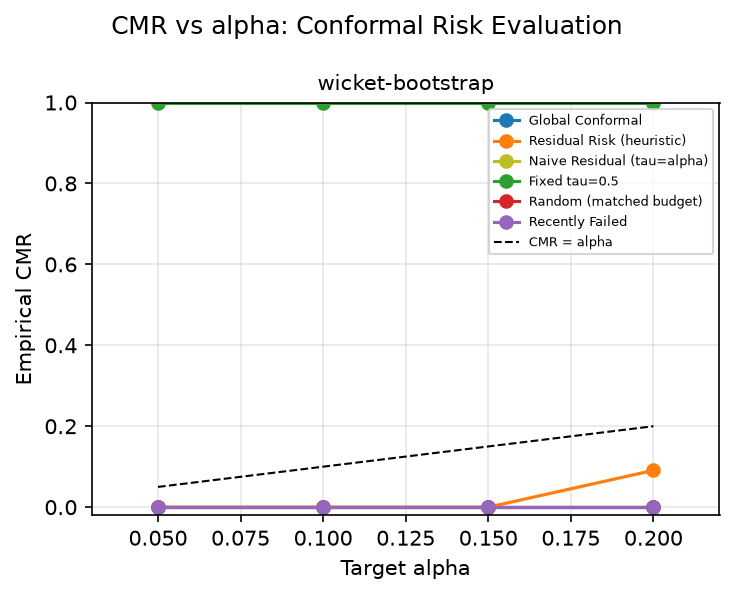 CMR vs alpha: Conformal Risk Evaluation
wicket-bootstrap
1.0
0.8
0.6
0.4
0.2
0.0
Empirical CMR
Global Conformal
Residual Risk (heuristic)
Naive Residual (tau=alpha)
Fixed tau=0.5
Random (matched budget)
Recently Failed
CMR = alpha
0.050 0.075 0.100 0.125 0.150 0.175 0.200
Target alpha